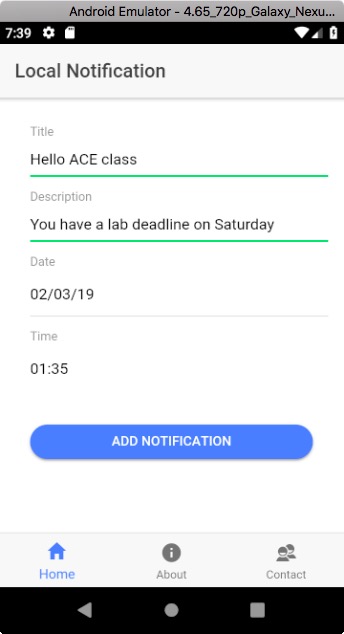 Android Emulator - 4.65_720p_Galaxy_Nexu...
7:39
Local Notification
Title
Hello ACE class
Description
You have a lab deadline on Saturday
Date
02/03/19
Time
01:35
ADD NOTIFICATION
Home About Contact